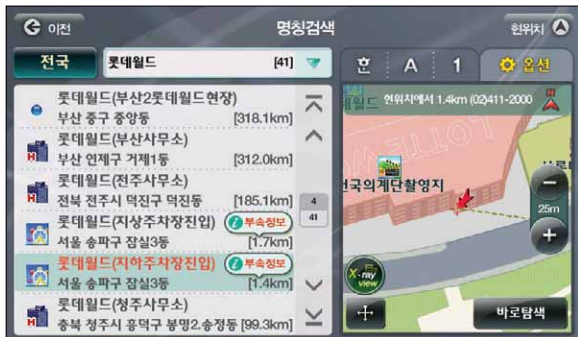 이전
명칭검색
현위치
전국
롯데월드 [41]
ㅎ A 1 옵션
롯데월드(부산2롯데월드현장)
부산 중구 중앙동 [318.1km]
롯데월드(부산사무소)
부산 연제구 거제1동 [312.0km]
롯데월드(전주사무소)
전북 전주시 덕진구 덕진동 [185.1km]
롯데월드(지상주차장진입) 부속정보
서울 송파구 잠실3동 [1.7km]
롯데월드(지하주차장진입) 부속정보
서울 송파구 잠실3동 [1.4km]
롯데월드(청주사무소)
충북 청주시 흥덕구 봉명2.송정동 [99.3km]
4
41
월드 현위치에서 1.4km (02)411-2000
LOTTE WO
천국의계단촬영지
25m
X-ray
view
바로탐색